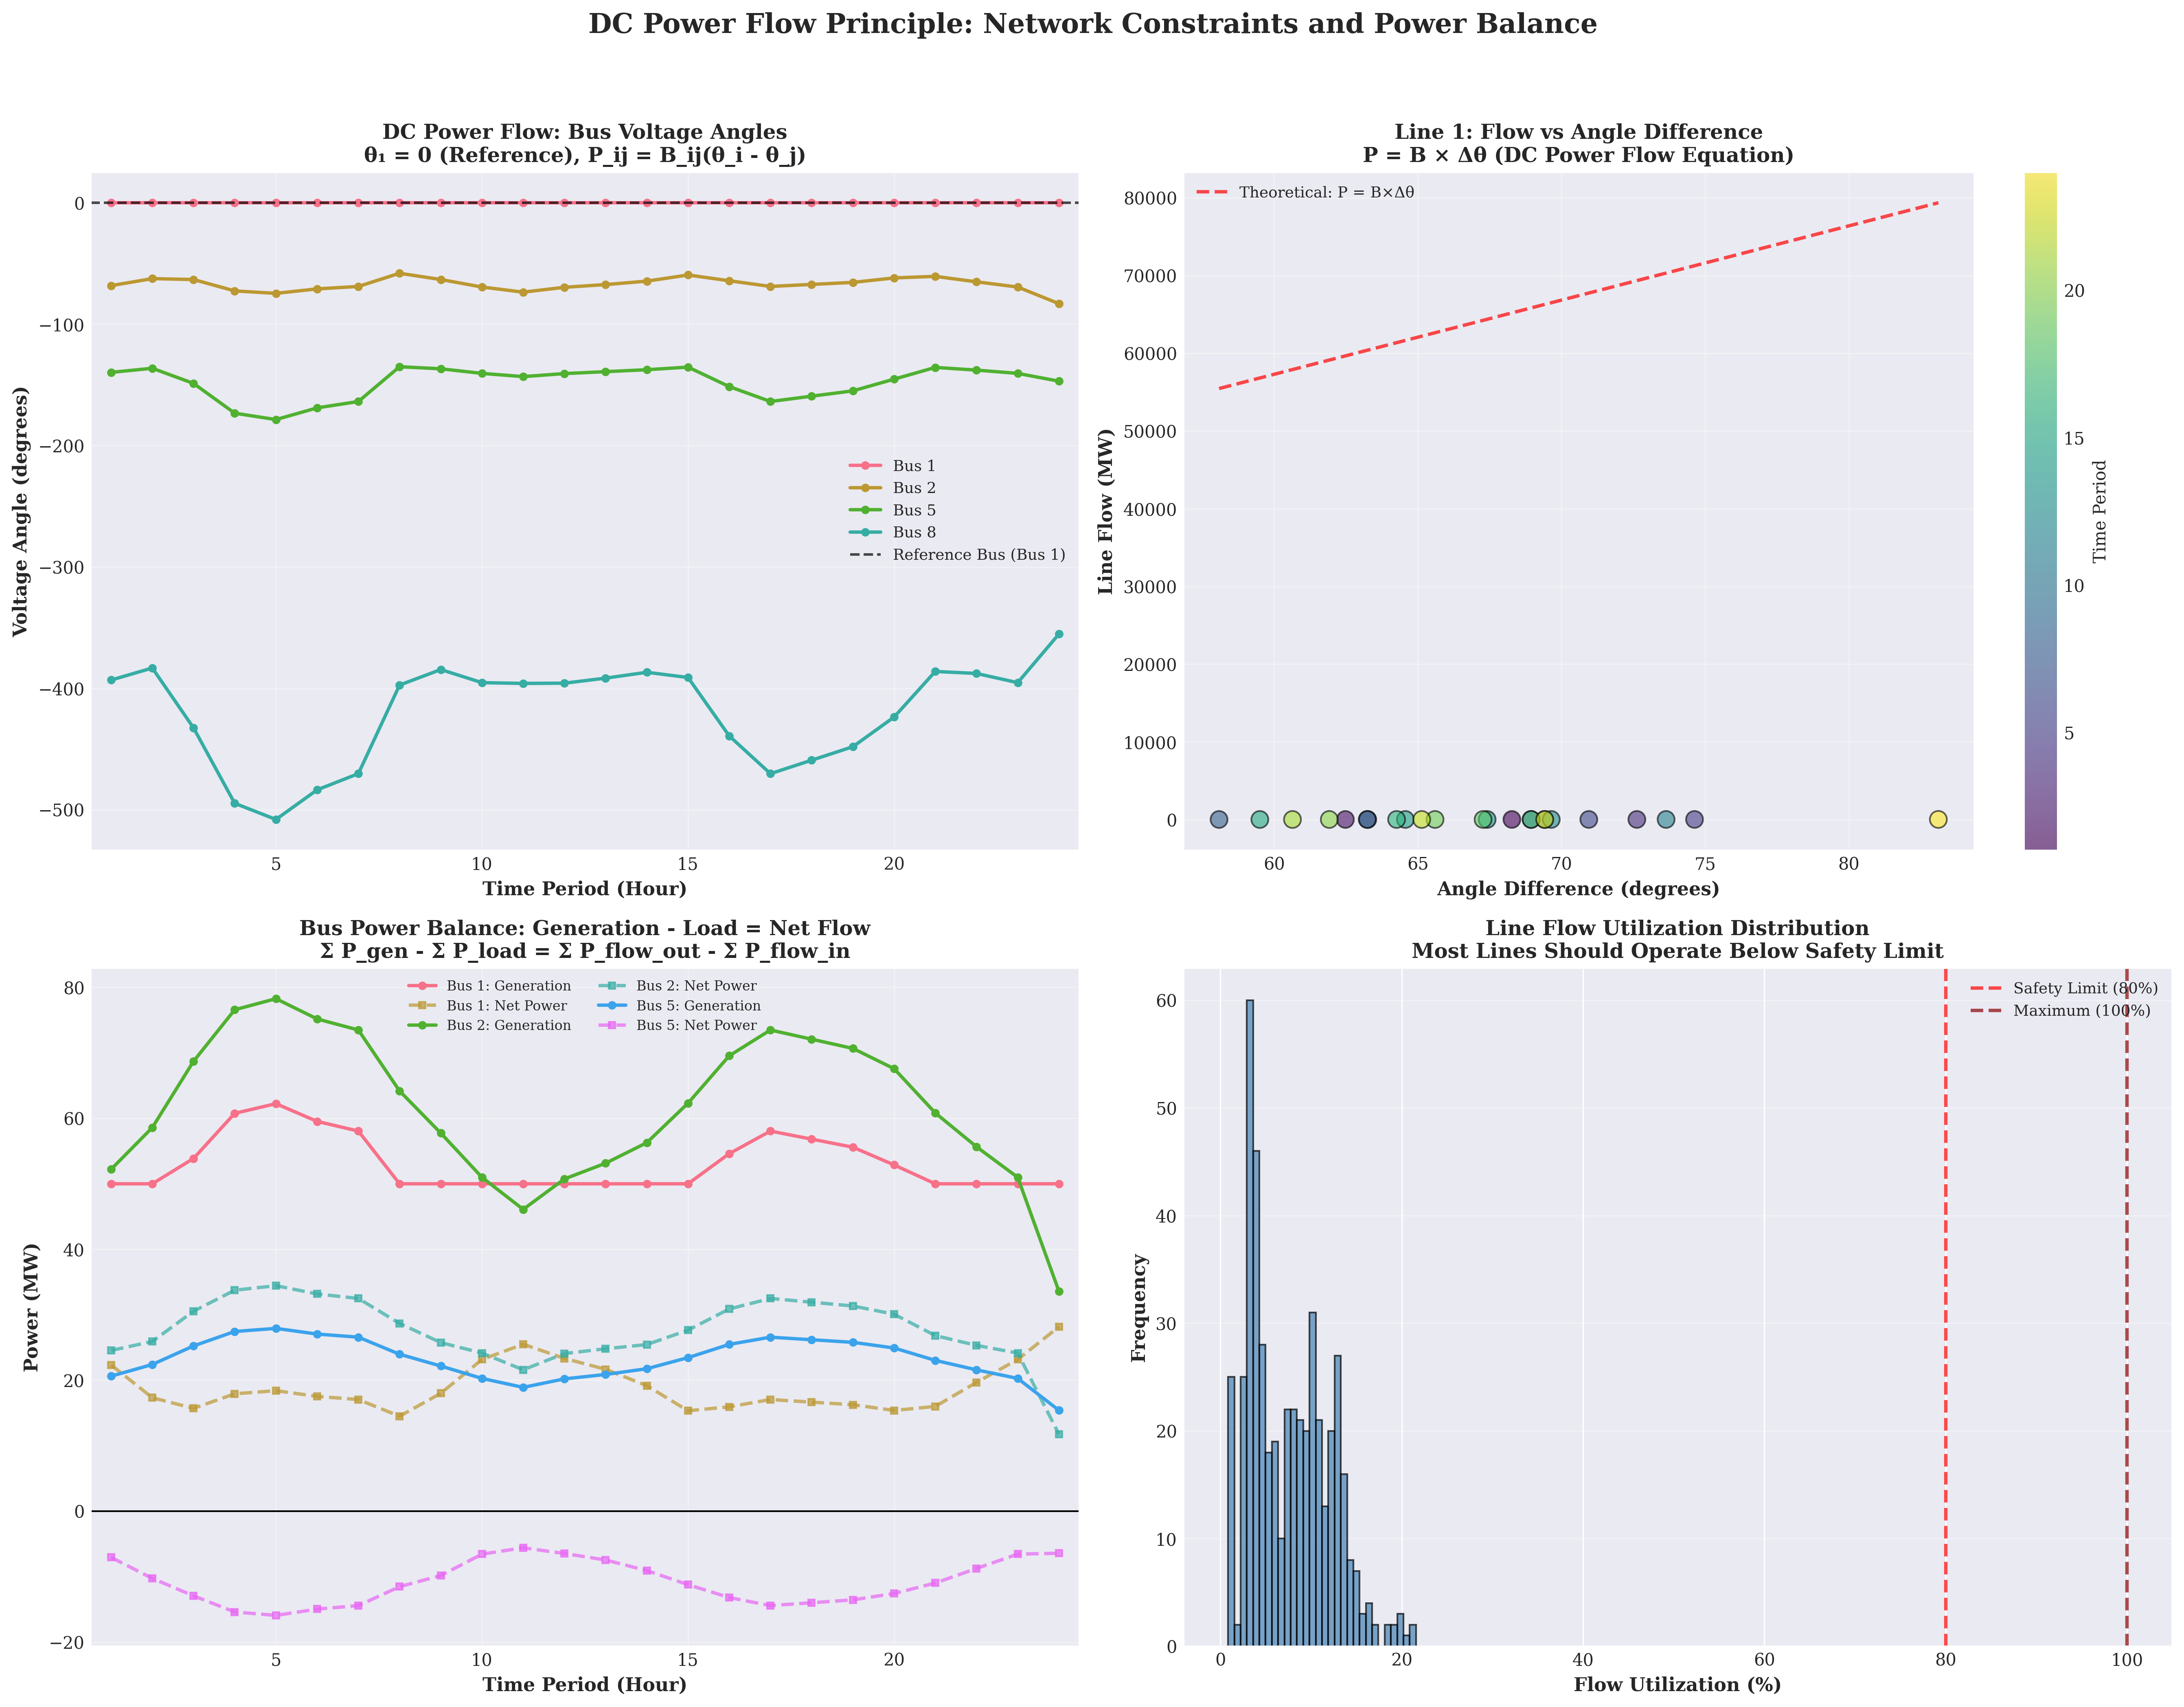 DC Power Flow Principle: Network Constraints and Power Balance
DC Power Flow: Bus Voltage Angles
θ₁ = 0 (Reference), P_ij = B_ij(θ_i - θ_j)
Voltage Angle (degrees)
0
−100
−200
−300
−400
−500
Bus 1
Bus 2
Bus 5
Bus 8
Reference Bus (Bus 1)
5
10
15
20
Time Period (Hour)
Line 1: Flow vs Angle Difference
P = B × Δθ (DC Power Flow Equation)
Theoretical: P = B×Δθ
Line Flow (MW)
80000
70000
60000
50000
40000
30000
20000
10000
0
60
65
70
75
80
Angle Difference (degrees)
20
15
10
5
Time Period
Bus Power Balance: Generation - Load = Net Flow
Σ P_gen - Σ P_load = Σ P_flow_out - Σ P_flow_in
Bus 1: Generation
Bus 1: Net Power
Bus 2: Generation
Bus 2: Net Power
Bus 5: Generation
Bus 5: Net Power
Power (MW)
80
60
40
20
0
−20
5
10
15
20
Time Period (Hour)
Line Flow Utilization Distribution
Most Lines Should Operate Below Safety Limit
Safety Limit (80%)
Maximum (100%)
Frequency
60
50
40
30
20
10
0
0
20
40
60
80
100
Flow Utilization (%)